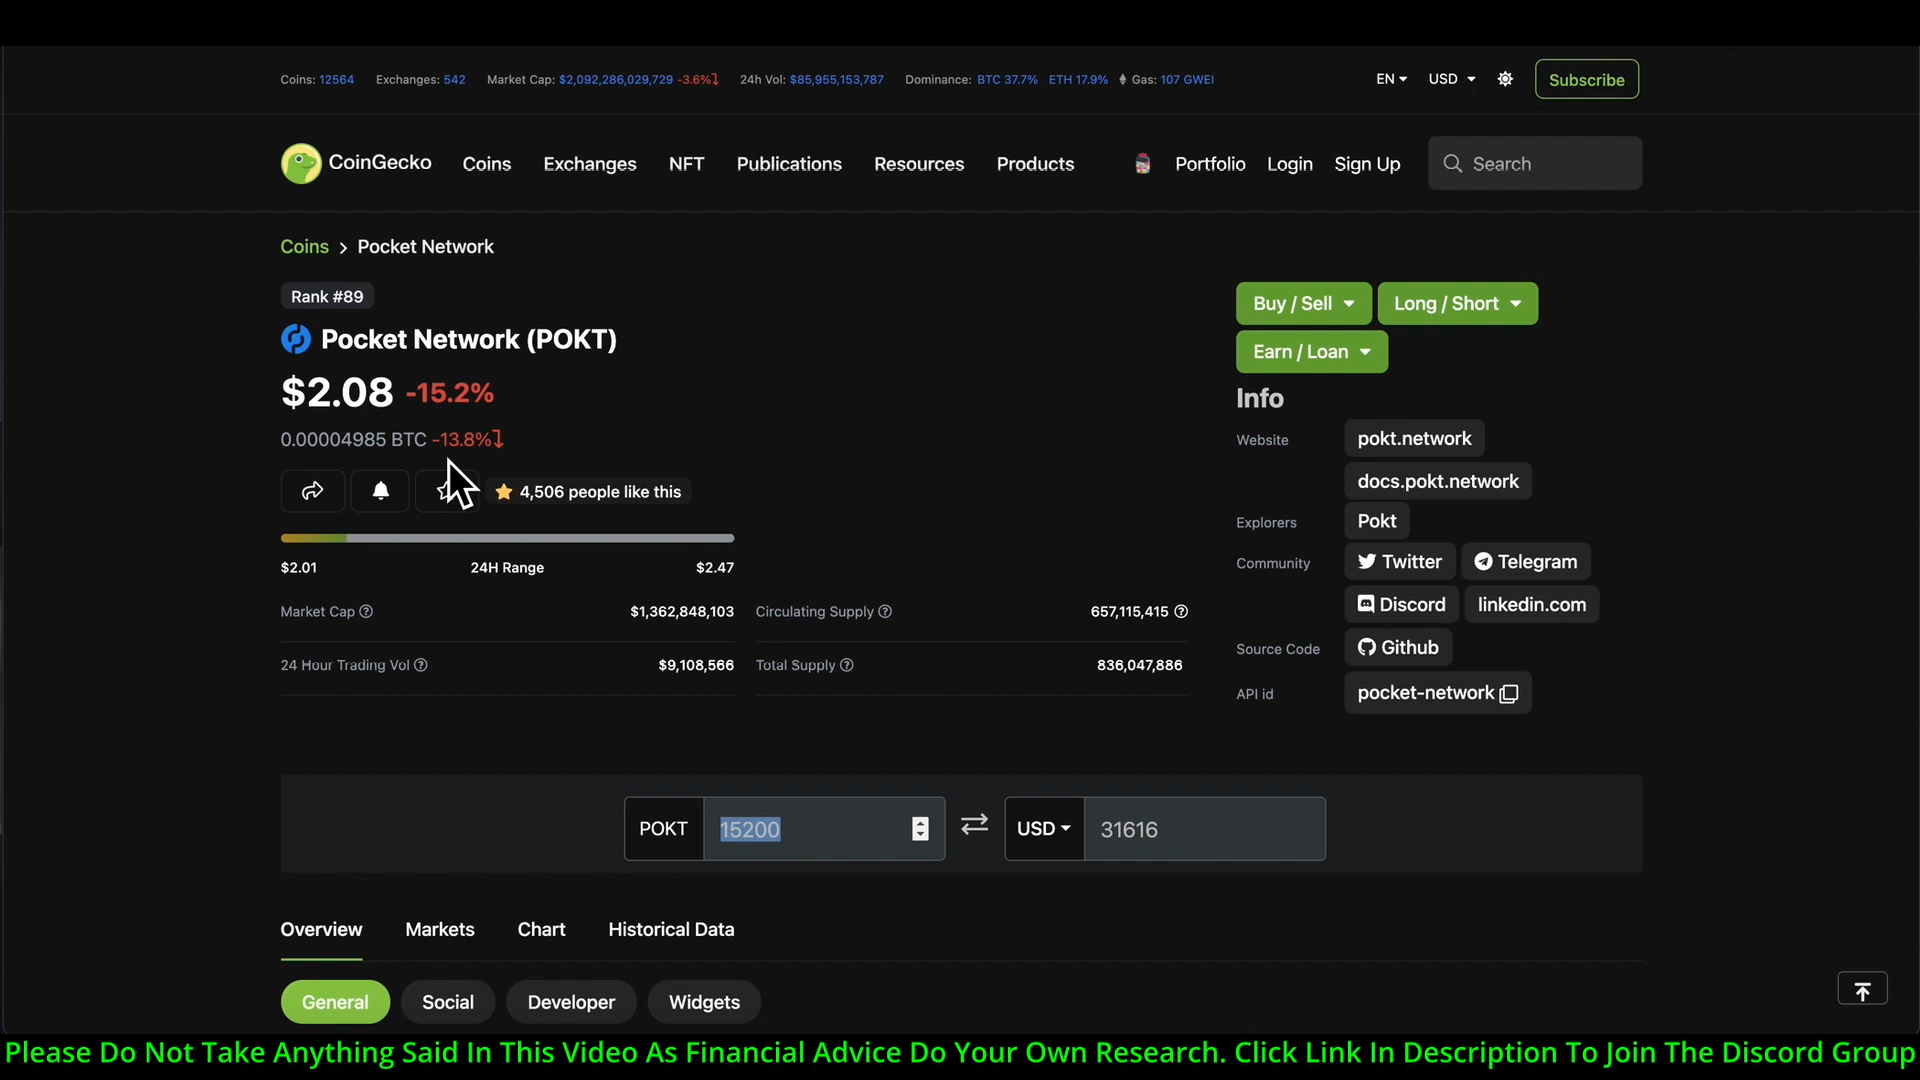 Coins: 12564 Exchanges: 542 Market Cap: $2,092,286,029,729 -3.6% 24h Vol: $85,955,153,787 Dominance: BTC 37.7% ETH 17.9% Gas: 107 GWEI EN USD Subscribe
CoinGecko Coins Exchanges NFT Publications Resources Products Portfolio Login Sign Up Search
Coins > Pocket Network
Rank #89
Pocket Network (POKT)
$2.08 -15.2%
0.00004985 BTC -13.8%
4,506 people like this
$2.01 24H Range $2.47
Market Cap $1,362,848,103 Circulating Supply 657,115,415
24 Hour Trading Vol $9,108,566 Total Supply 836,047,886
Buy / Sell Long / Short
Earn / Loan
Info
Website pokt.network
docs.pokt.network
Explorers Pokt
Community Twitter Telegram
Discord linkedin.com
Source Code Github
API id pocket-network
POKT 15200 USD 31616
Overview Markets Chart Historical Data
General Social Developer Widgets
Please Do Not Take Anything Said In This Video As Financial Advice Do Your Own Research. Click Link In Description To Join The Discord Group